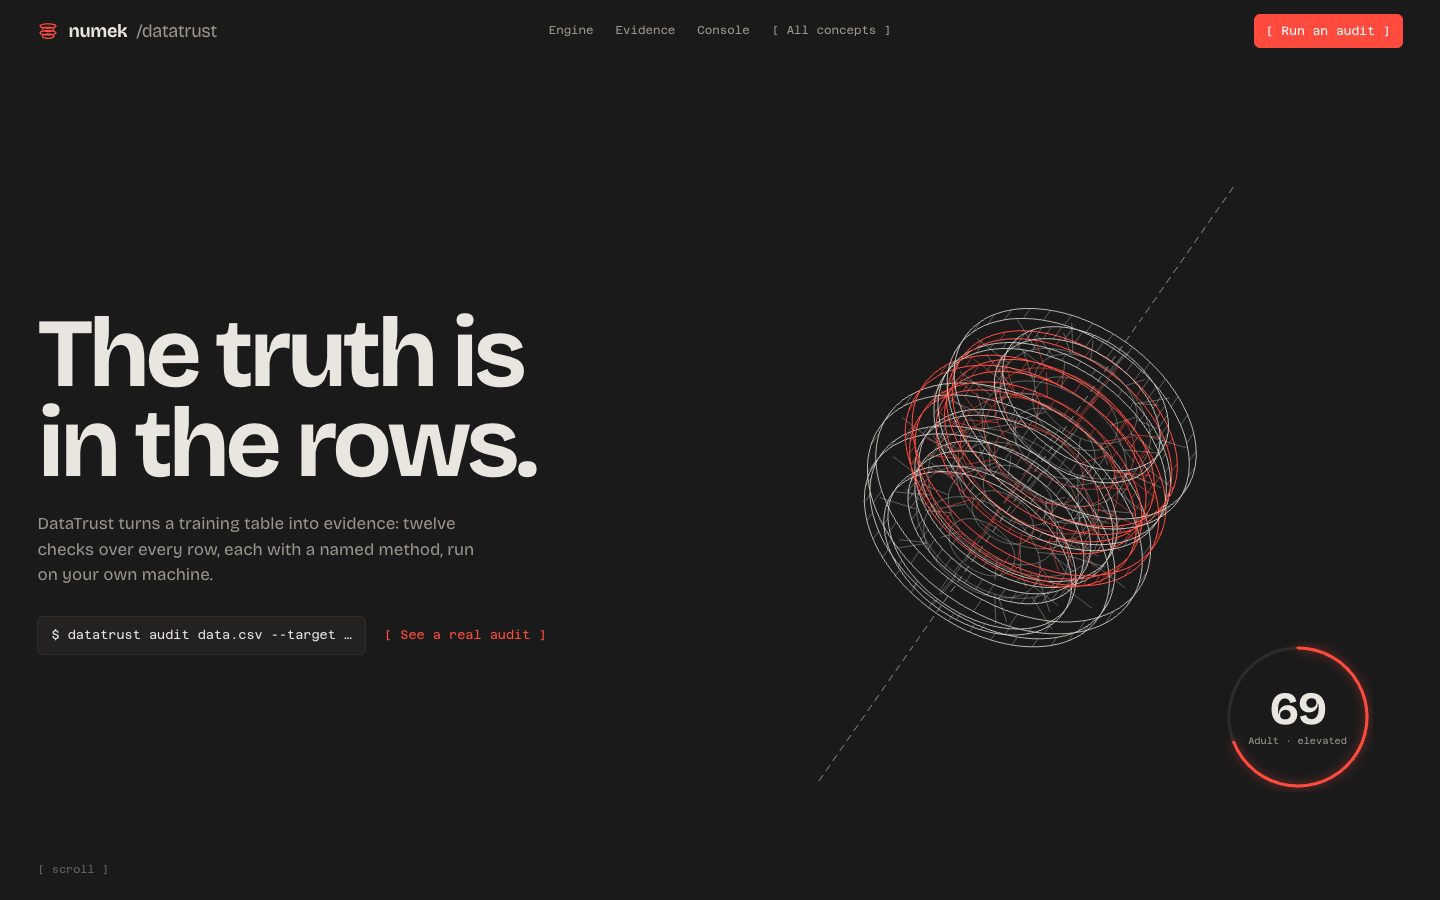 numek /datatrust
Engine Evidence Console [ All concepts ]
[ Run an audit ]
The truth is
in the rows.
DataTrust turns a training table into evidence: twelve
checks over every row, each with a named method, run
on your own machine.
$ datatrust audit data.csv --target …
[ See a real audit ]
69
Adult · elevated
[ scroll ]